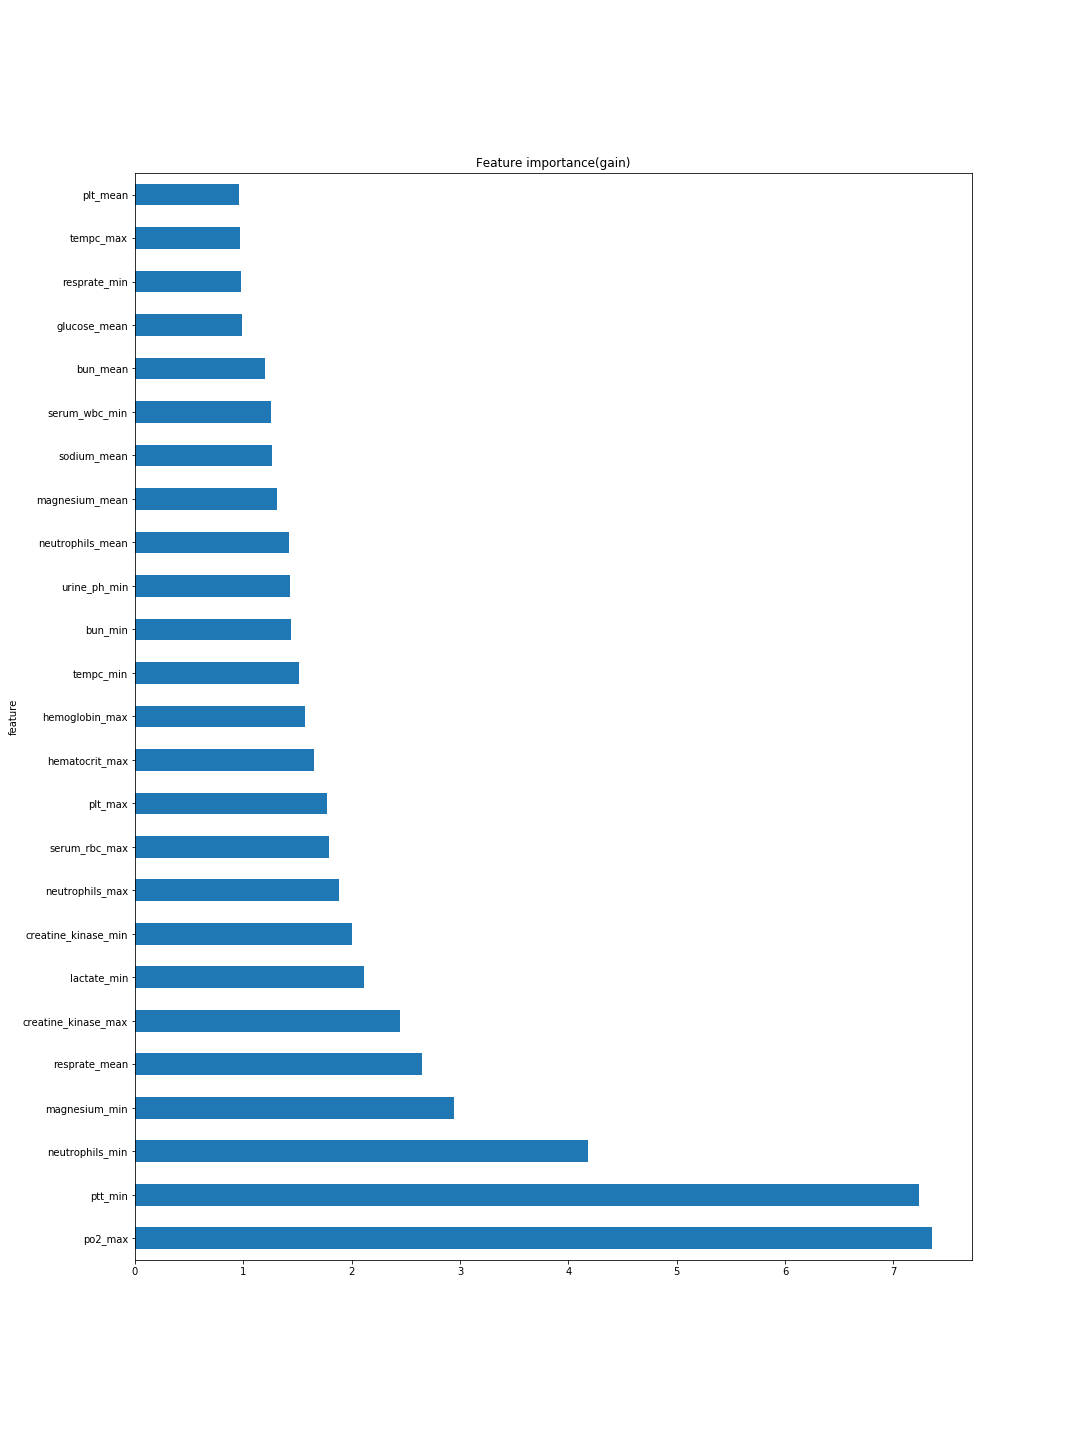 Feature importance(gain)
plt_mean
tempc_max
resprate_min
glucose_mean
bun_mean
serum_wbc_min
sodium_mean
magnesium_mean
neutrophils_mean
urine_ph_min
bun_min
tempc_min
hemoglobin_max
hematocrit_max
plt_max
serum_rbc_max
neutrophils_max
creatine_kinase_min
lactate_min
creatine_kinase_max
resprate_mean
magnesium_min
neutrophils_min
ptt_min
po2_max
feature
0 1 2 3 4 5 6 7